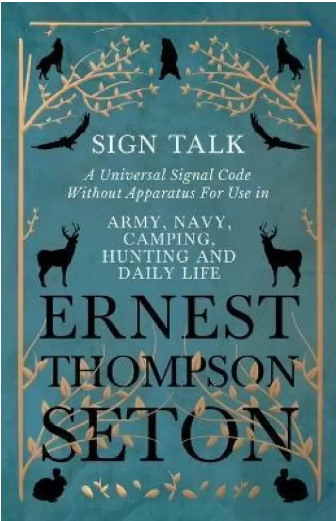 SIGN TALK
A Universal Signal Code
Without Apparatus For Use in
ARMY, NAVY,
CAMPING,
HUNTING AND
DAILY LIFE
ERNEST
THOMPSON
SETON